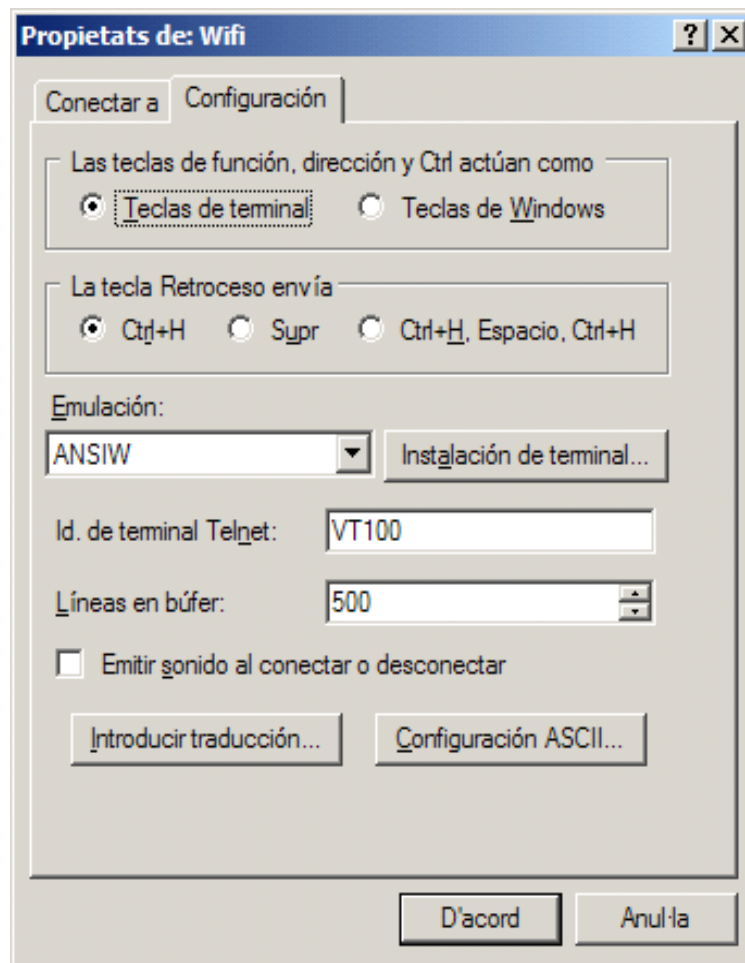 Propietats de: Wifi
Conectar a Configuración
Las teclas de función, dirección y Ctrl actúan como
Teclas de terminal Teclas de Windows
La tecla Retroceso envía
Ctrl+H Supr Ctrl+H, Espacio, Ctrl+H
Emulación:
ANSIW Instalación de terminal...
Id. de terminal Telnet: VT100
Líneas en búfer: 500
Emitir sonido al conectar o desconectar
Introducir traducción... Configuración ASCII...
D'acord Anul·la